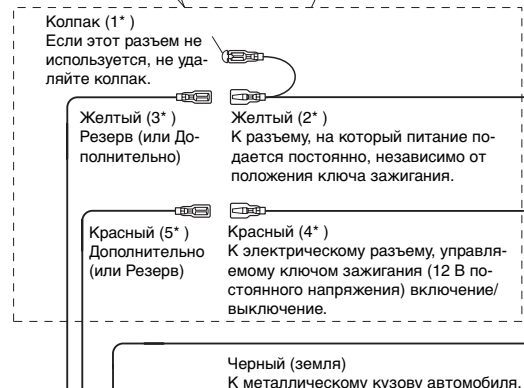 Колпак (1* )
Если этот разъем не
используется, не уда-
ляйте колпак.
Желтый (3* )
Резерв (или До-
полнительно)
Желтый (2* )
К разъему, на который питание по-
дается постоянно, независимо от
положения ключа зажигания.
Красный (5* )
Дополнительно
(или Резерв)
Красный (4* )
К электрическому разъему, управля-
емому ключом зажигания (12 В по-
стоянного напряжения) включение/
выключение.
Черный (земля)
К металлическому кузову автомобиля.